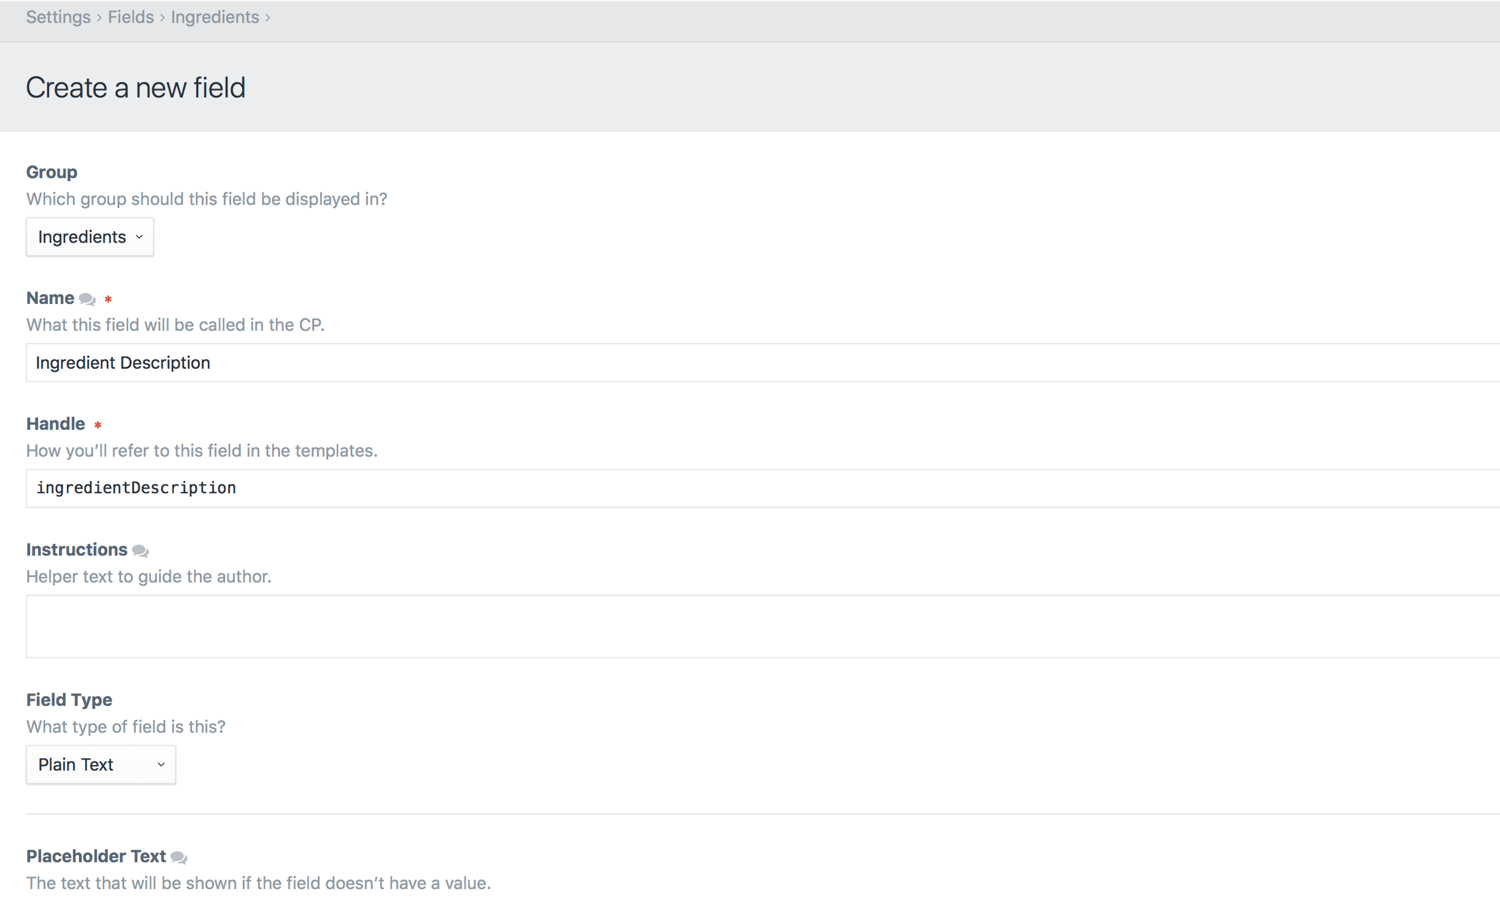 Settings › Fields › Ingredients ›
Create a new field
Group
Which group should this field be displayed in?
Ingredients
Name *
What this field will be called in the CP.
Ingredient Description
Handle *
How you’ll refer to this field in the templates.
ingredientDescription
Instructions
Helper text to guide the author.
Field Type
What type of field is this?
Plain Text
Placeholder Text
The text that will be shown if the field doesn’t have a value.